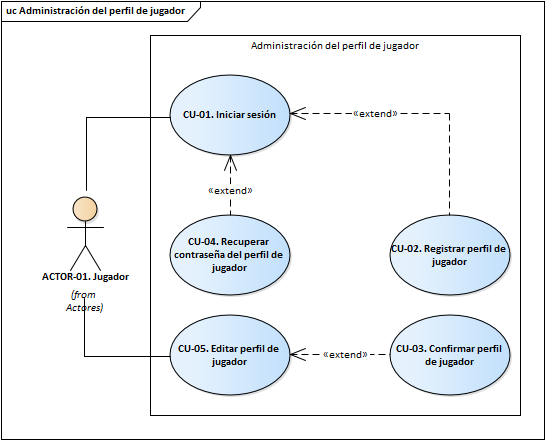 uc Administración del perfil de jugador
Administración del perfil de jugador
CU-01. Iniciar sesión
«extend»
«extend»
CU-04. Recuperar
contraseña del perfil de
jugador
CU-02. Registrar perfil de
jugador
ACTOR-01. Jugador
(from
Actores)
CU-05. Editar perfil de
jugador
«extend»
CU-03. Confirmar perfil
de jugador